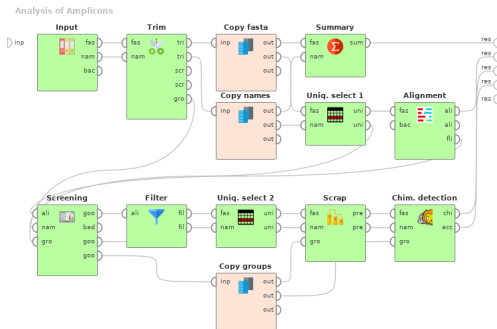 Analysis of Amplicons
Input Trim Copy fasta Summary
inp fas fas tri inp out fas sum res
nam nam tri out nam res
bac scr out res
scr res
gro Copy names Uniq. select 1 Alignment res
inp out fas uni fas ali
out nam uni bac ali
out fli
Screening Filter Uniq. select 2 Scrap Chim. detection
ali goo ali fil fas uni fas pre fas chi
nam bad fil nam uni nam pre nam acc
gro goo gro gro
goo Copy groups
inp out
out
out